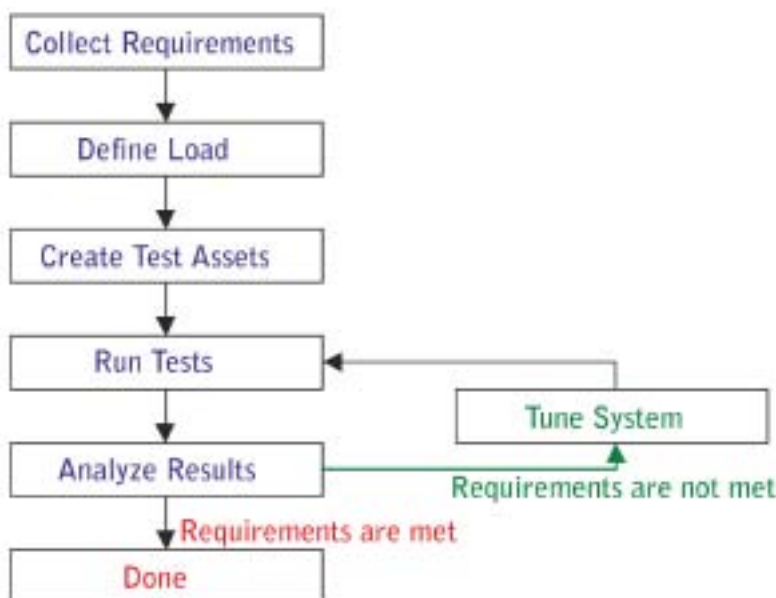 Collect Requirements
Define Load
Create Test Assets
Run Tests
Tune System
Analyze Results
Requirements are not met
Requirements are met
Done